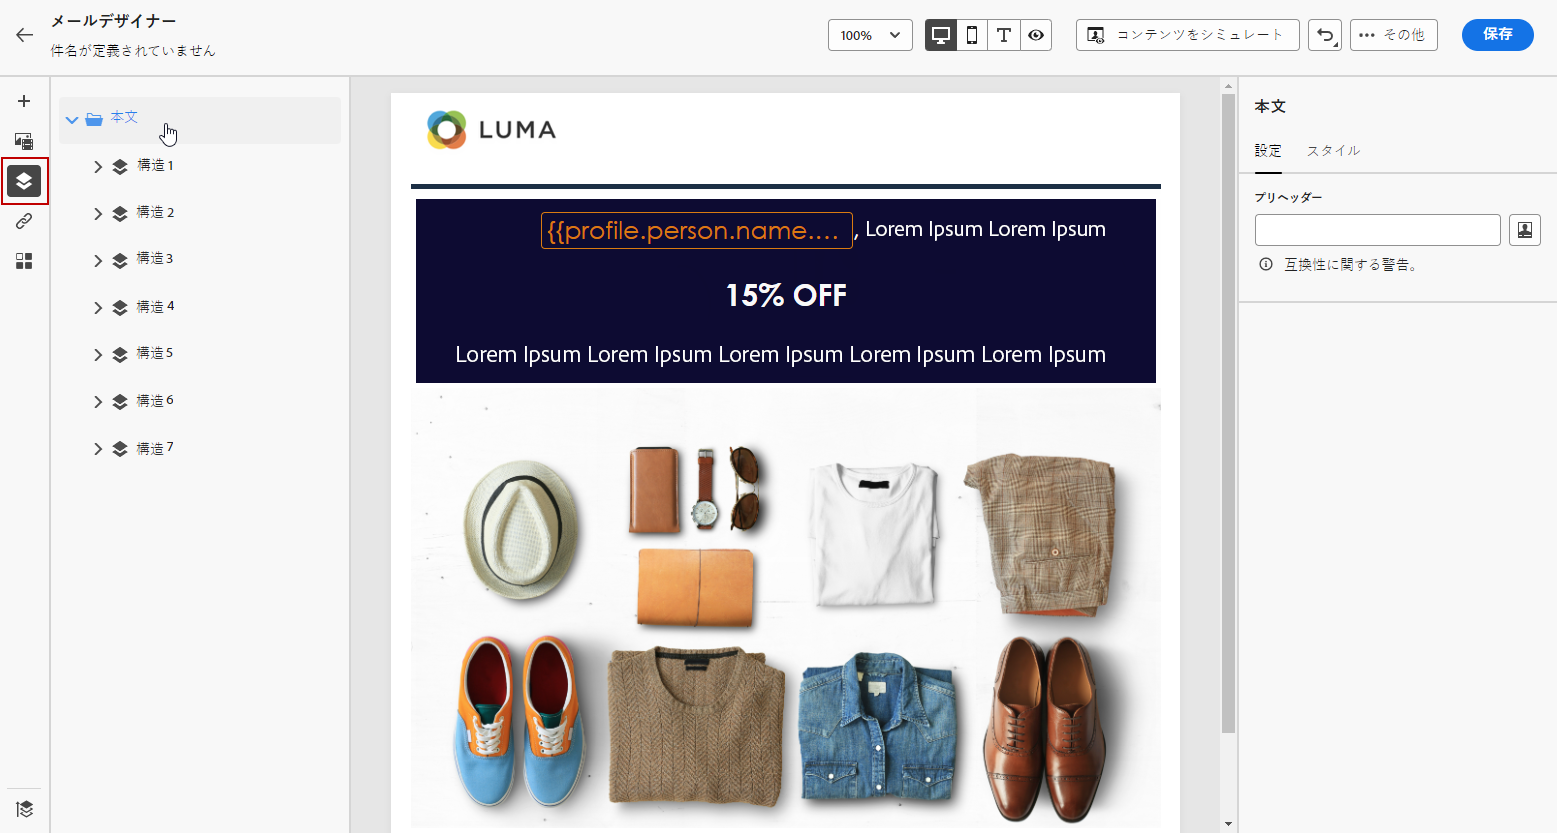 メールデザイナー
件名が定義されていません
100%
コンテンツをシミュレート
••• その他
保存
本文
構造 1
構造 2
構造 3
構造 4
構造 5
構造 6
構造 7
LUMA
{{profile.person.name.... , Lorem Ipsum Lorem Ipsum
15% OFF
Lorem Ipsum Lorem Ipsum Lorem Ipsum Lorem Ipsum Lorem Ipsum
本文
設定 スタイル
プリヘッダー
互換性に関する警告。